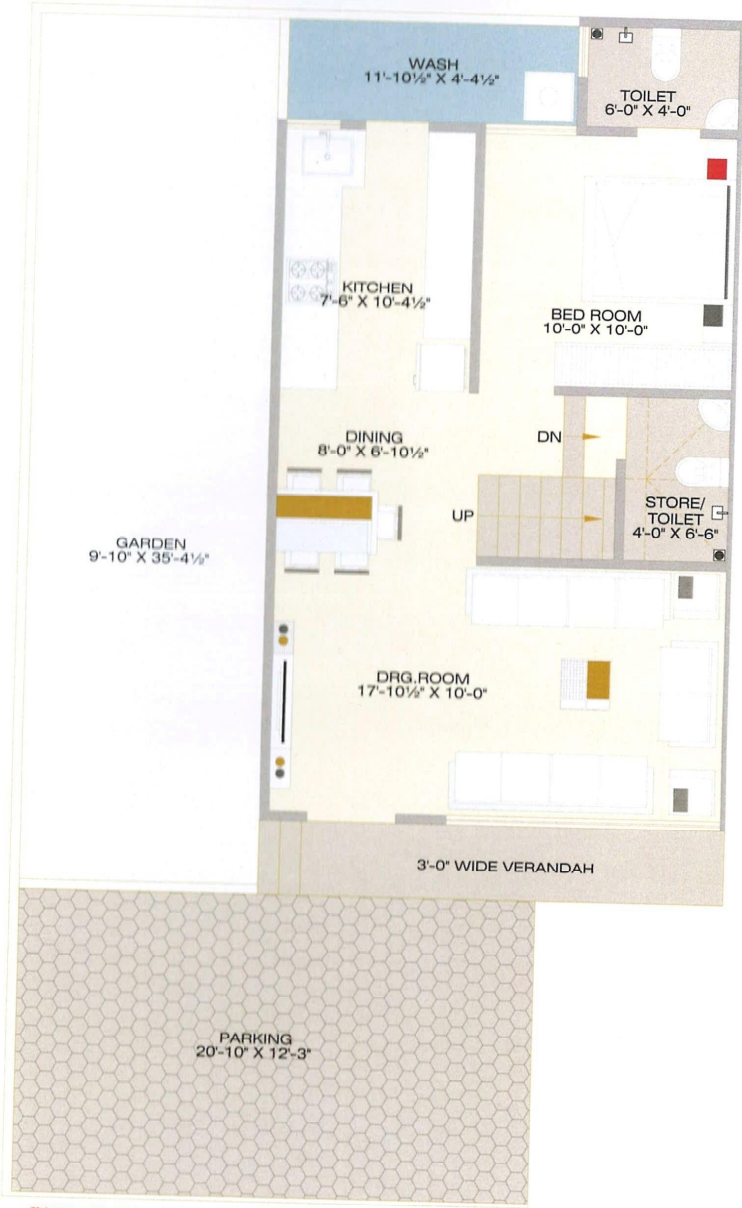 WASH
11'-10½" X 4'-4½"
TOILET
6'-0" X 4'-0"
KITCHEN
7'-6" X 10'-4½"
BED ROOM
10'-0" X 10'-0"
DINING
8'-0" X 6'-10½"
DN
UP
STORE/
TOILET
4'-0" X 6'-6"
GARDEN
9'-10" X 35'-4½"
DRG.ROOM
17'-10½" X 10'-0"
3'-0" WIDE VERANDAH
PARKING
20'-10" X 12'-3"